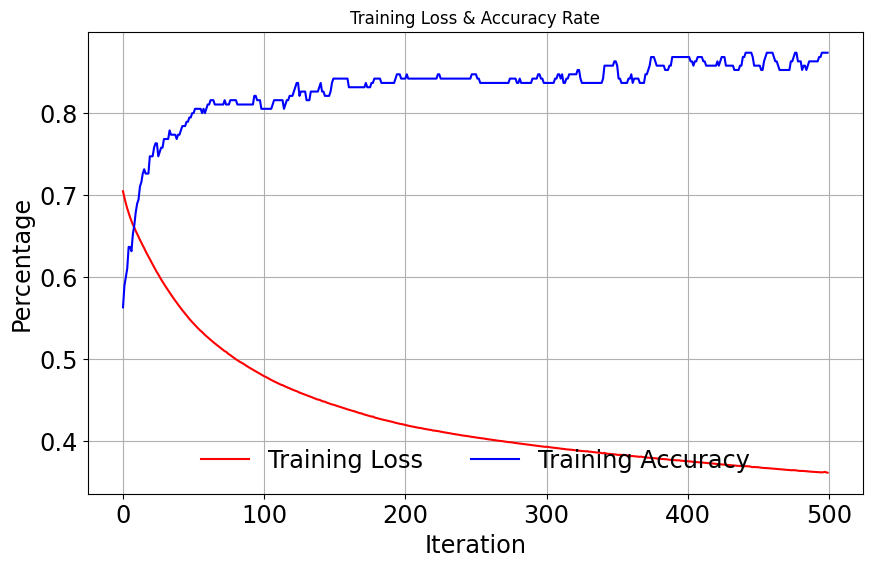 Training Loss & Accuracy Rate
Percentage
0.8
0.7
0.6
0.5
0.4
Training Loss Training Accuracy
0 100 200 300 400 500
Iteration